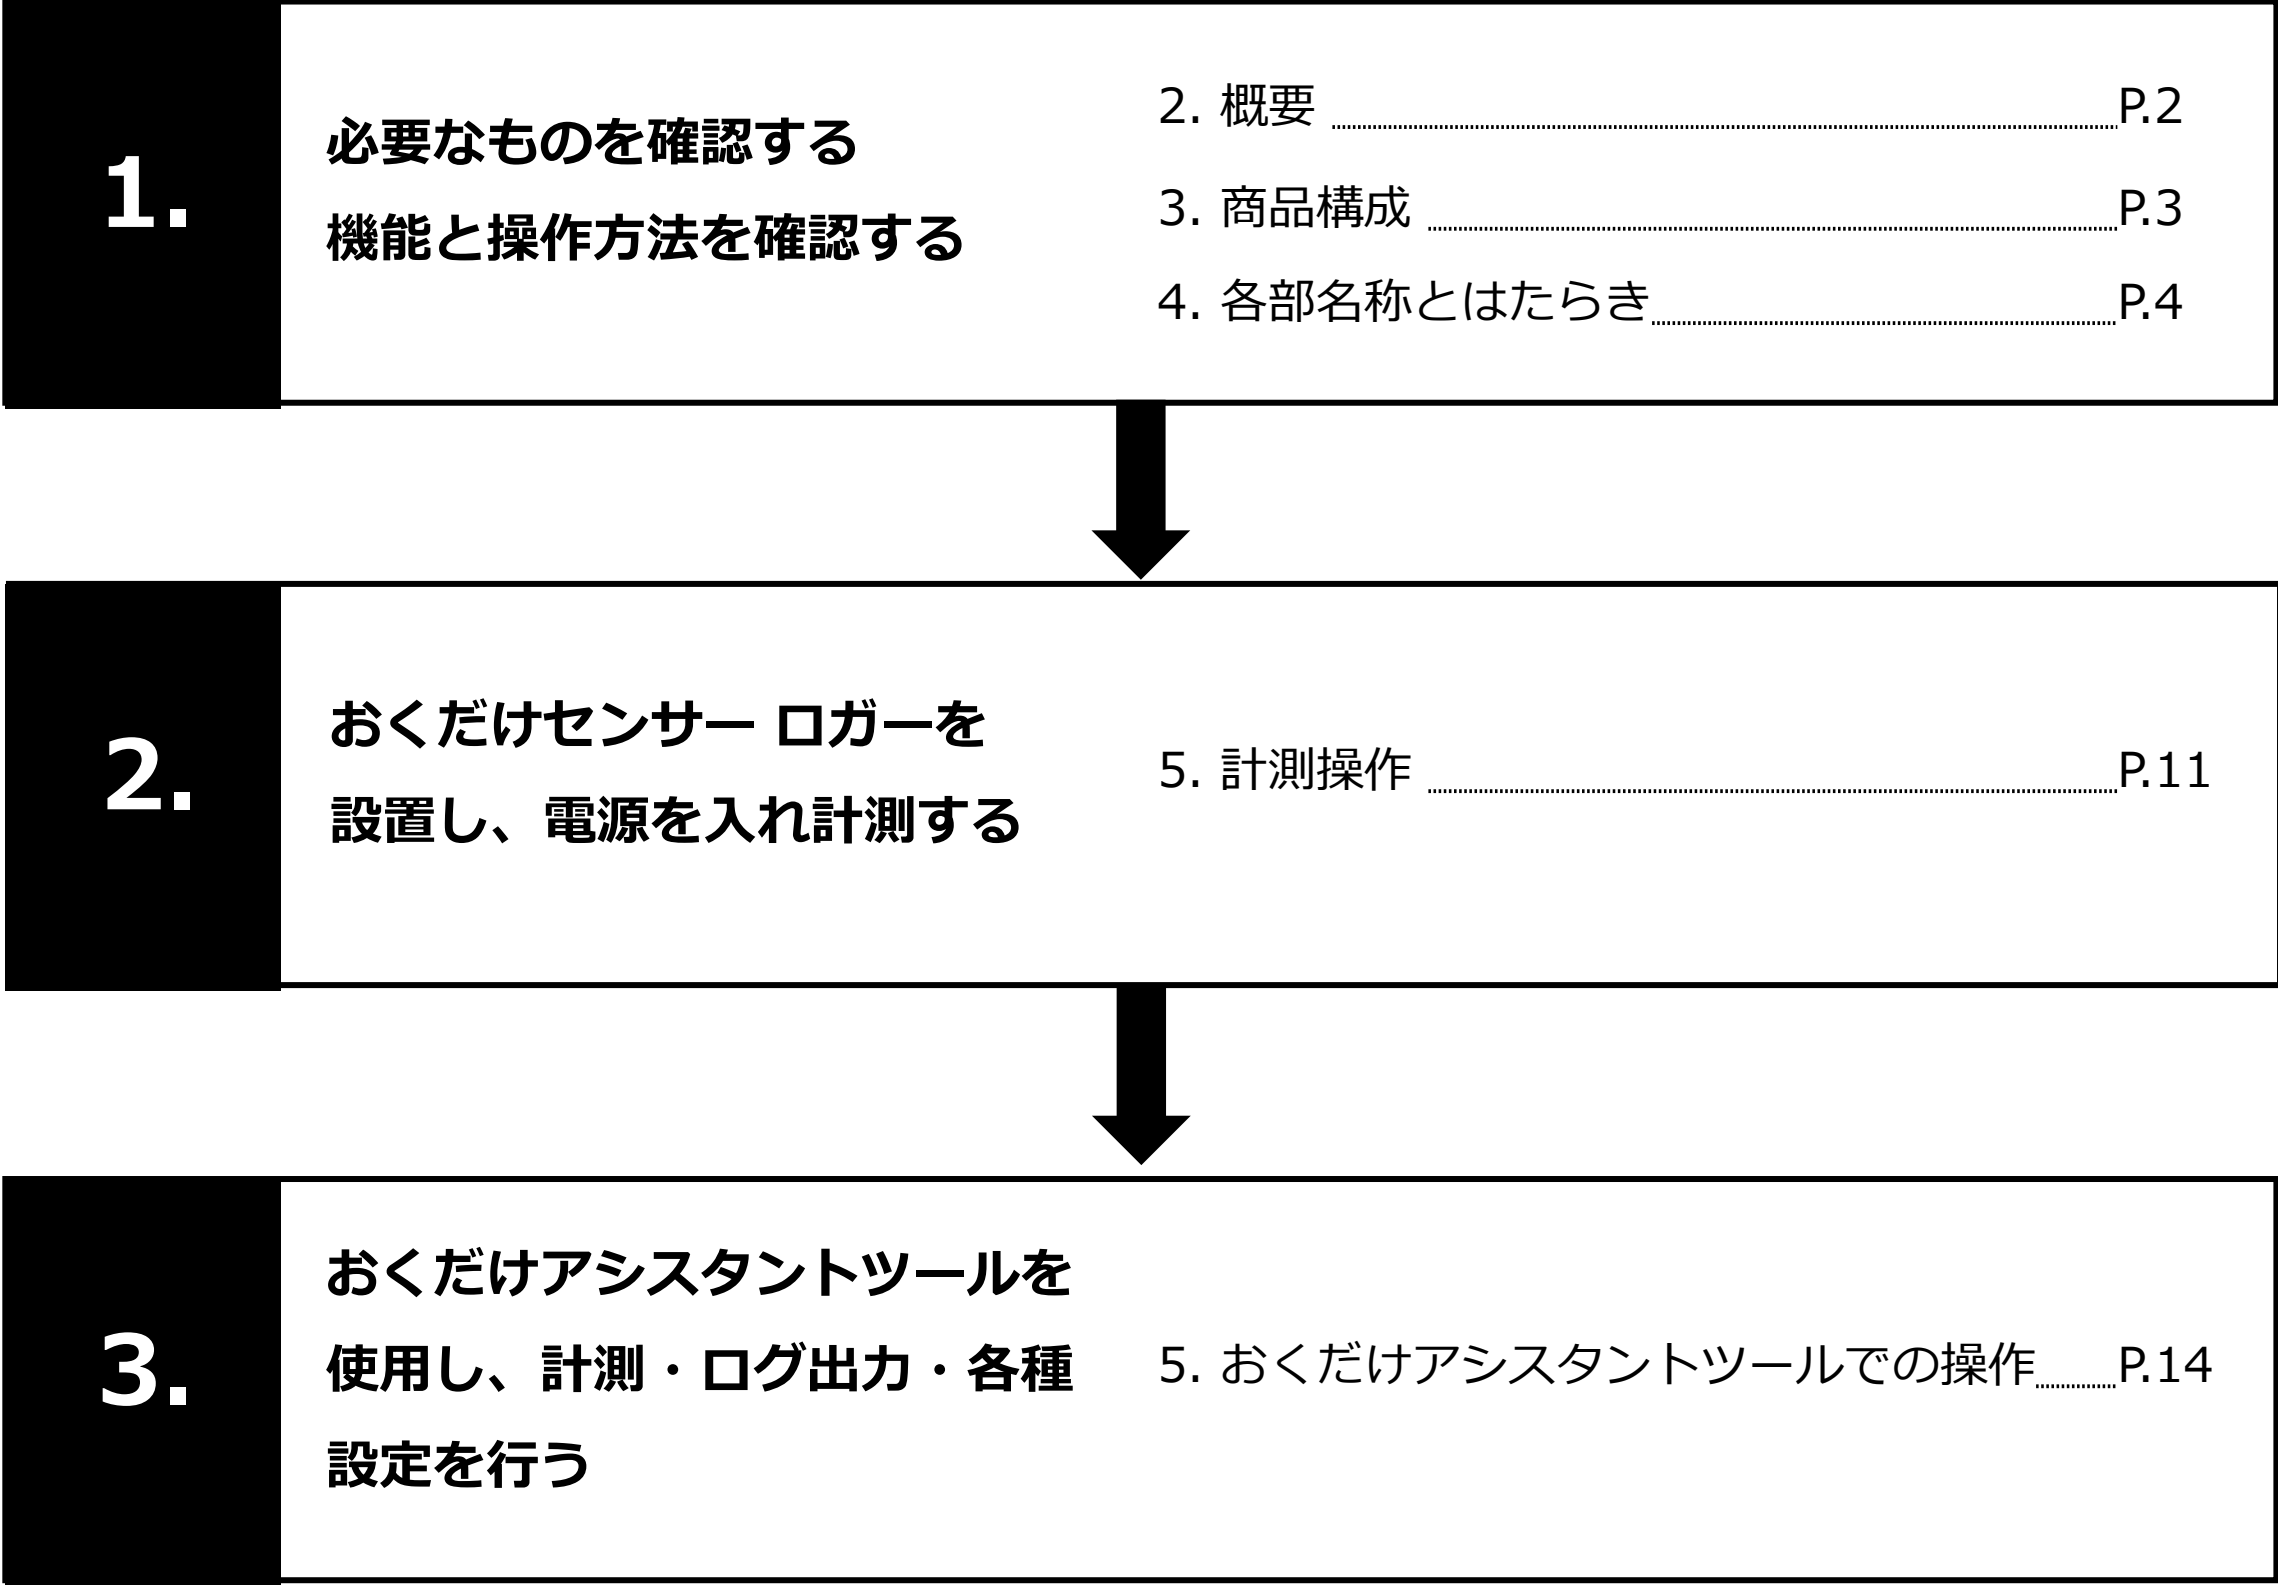 1.
必要なものを確認する
機能と操作方法を確認する
2. 概要 P.2
3. 商品構成 P.3
4. 各部名称とはたらき P.4
2.
おくだけセンサー ロガーを
設置し、電源を入れ計測する
5. 計測操作 P.11
3.
おくだけアシスタントツールを
使用し、計測・ログ出力・各種
設定を行う
5. おくだけアシスタントツールでの操作 P.14